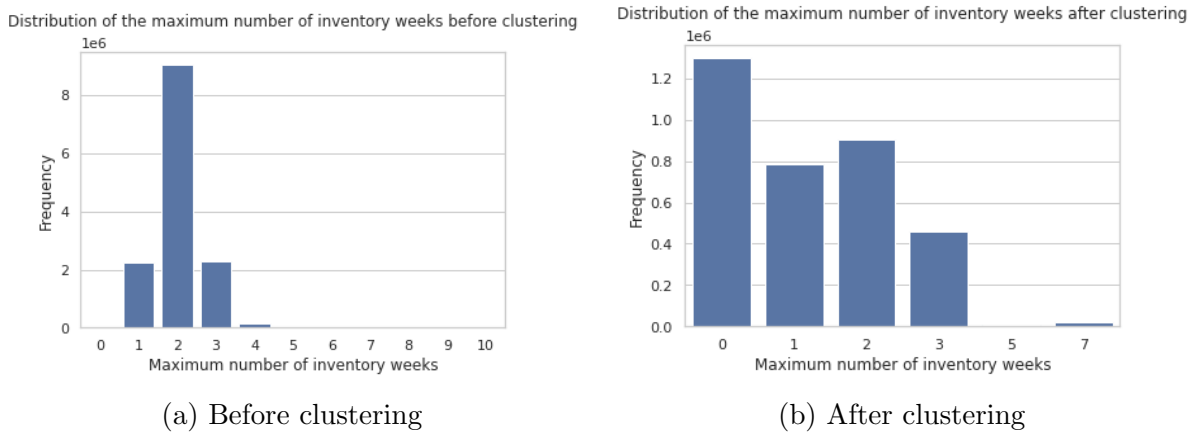 Distribution of the maximum number of inventory weeks before clustering
1e6
8
6
4
2
0
Frequency
0 1 2 3 4 5 6 7 8 9 10
Maximum number of inventory weeks
(a) Before clustering
Distribution of the maximum number of inventory weeks after clustering
1e6
1.2
1.0
0.8
0.6
0.4
0.2
0.0
Frequency
0 1 2 3 5 7
Maximum number of inventory weeks
(b) After clustering